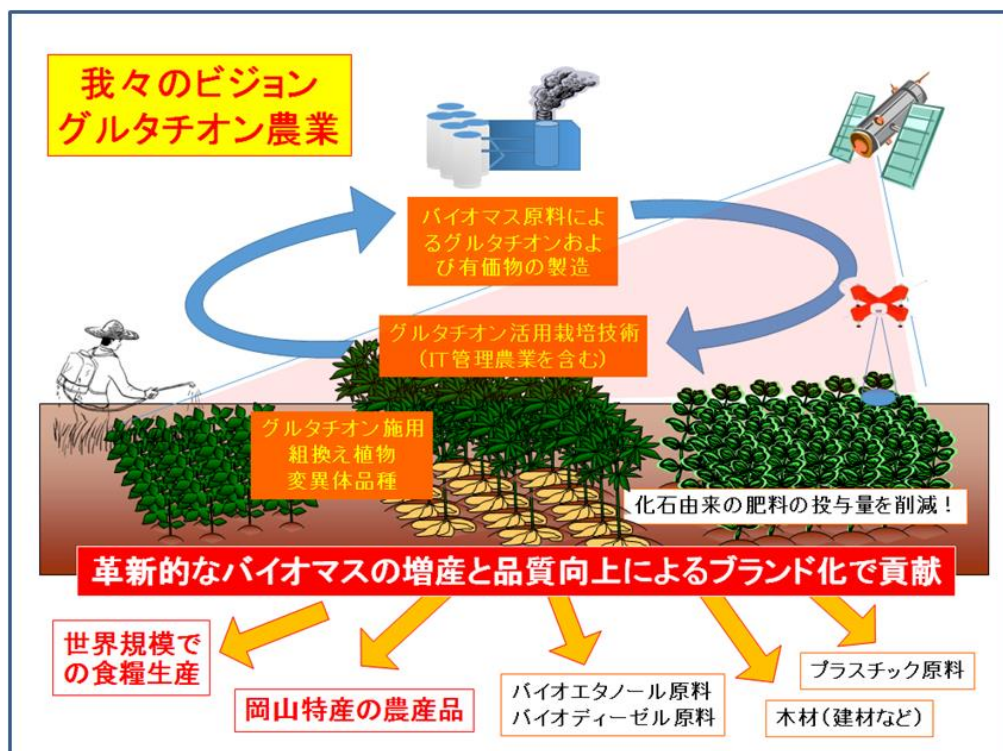 我々のビジョン
グルタチオン農業
バイオマス原料によ
るグルタチオンおよ
び有価物の製造
グルタチオン活用栽培技術
（IT管理農業を含む）
グルタチオン施用
組換え植物
変異体品種
化石由来の肥料の投与量を削減！
革新的なバイオマスの増産と品質向上によるブランド化で貢献
世界規模で
の食糧生産
岡山特産の農産品
バイオエタノール原料
バイオディーゼル原料
プラスチック原料
木材（建材など）